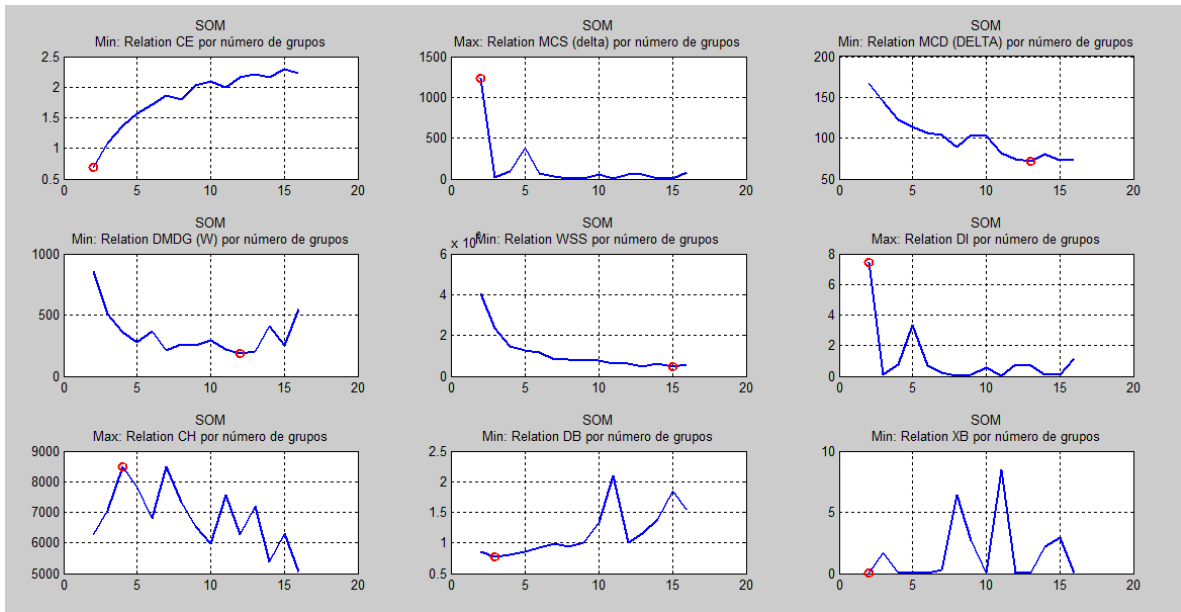 SOM
Min: Relation CE por número de grupos
2.5
2
1.5
1
0.5
0 5 10 15 20
SOM
Max: Relation MCS (delta) por número de grupos
1500
1000
500
0
0 5 10 15 20
SOM
Min: Relation MCD (DELTA) por número de grupos
200
150
100
50
0 5 10 15 20
SOM
Min: Relation DMDG (W) por número de grupos
1000
500
0
0 5 10 15 20
SOM
x 10 Min: Relation WSS por número de grupos
6
4
2
0
0 5 10 15 20
SOM
Max: Relation DI por número de grupos
8
6
4
2
0
0 5 10 15 20
SOM
Max: Relation CH por número de grupos
9000
8000
7000
6000
5000
0 5 10 15 20
SOM
Min: Relation DB por número de grupos
2.5
2
1.5
1
0.5
0 5 10 15 20
SOM
Min: Relation XB por número de grupos
10
5
0
0 5 10 15 20